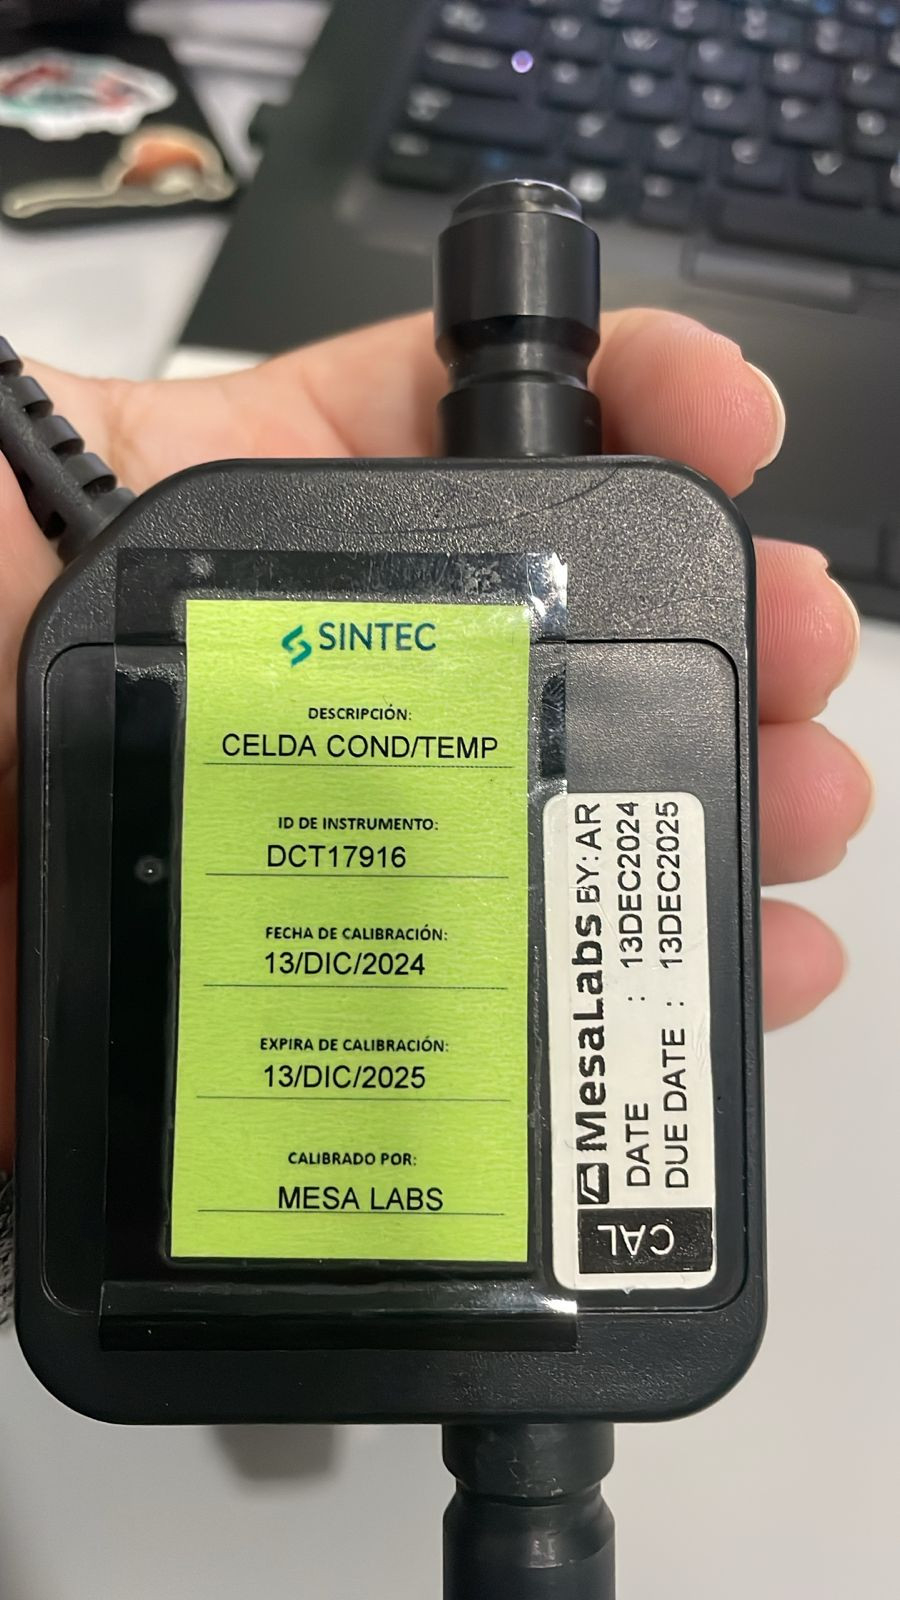 SINTEC
DESCRIPCIÓN:
CELDA COND/TEMP
ID DE INSTRUMENTO:
DCT17916
FECHA DE CALIBRACIÓN:
13/DIC/2024
EXPIRA DE CALIBRACIÓN:
13/DIC/2025
CALIBRADO POR:
MESA LABS
CAL
MesaLabs BY: AR
DATE : 13DEC2024
DUE DATE : 13DEC2025